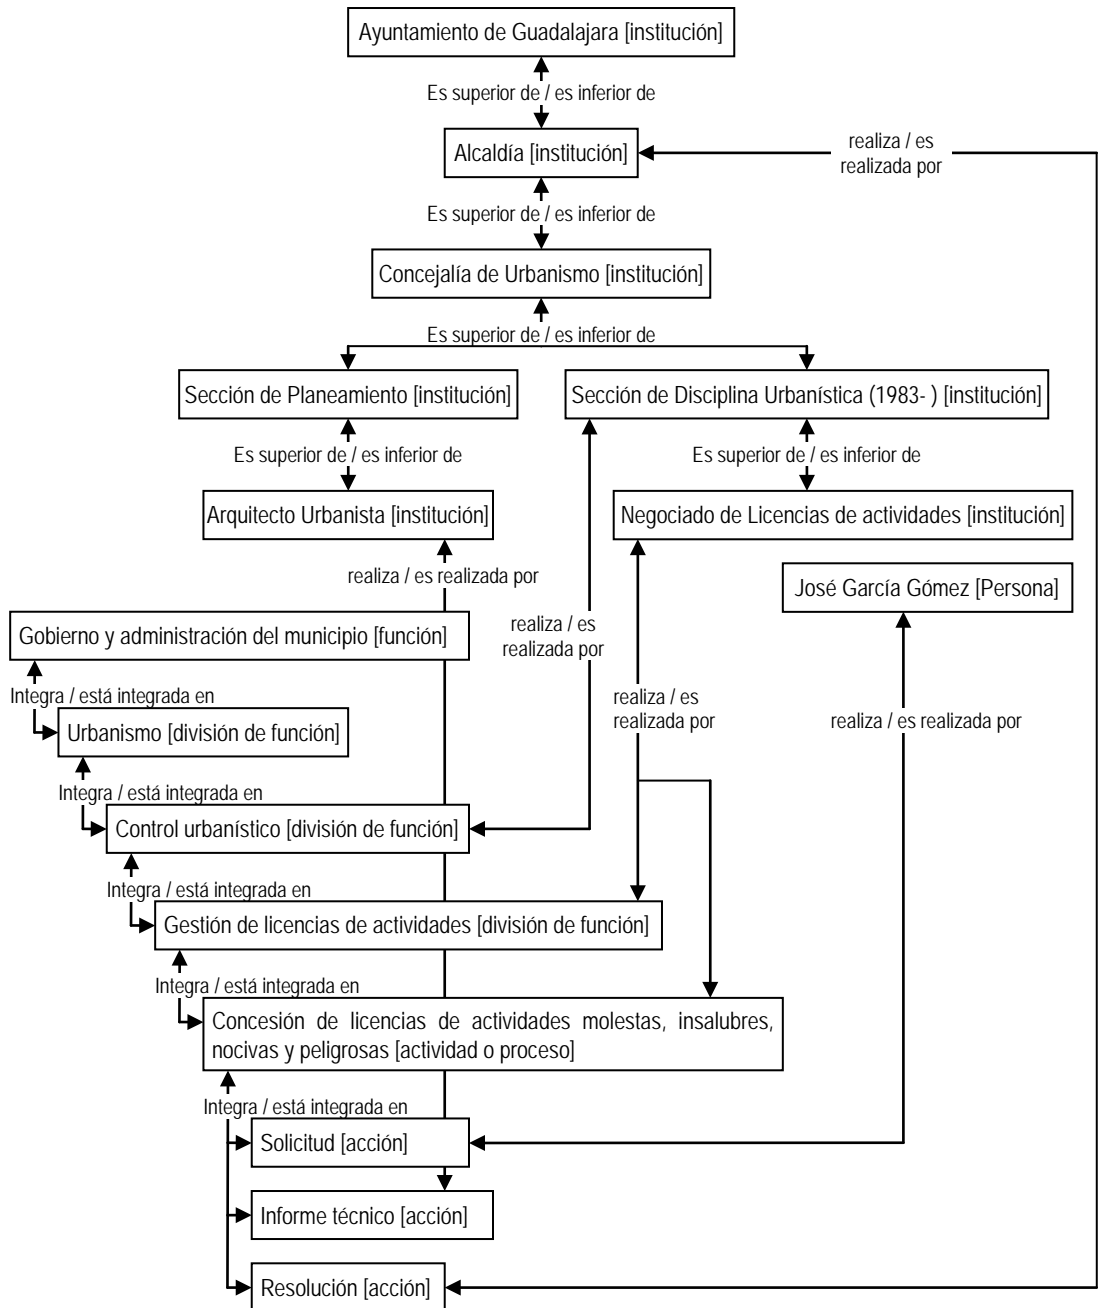 Ayuntamiento de Guadalajara [institución]
Es superior de / es inferior de
Alcaldía [institución]
realiza / es
realizada por
Es superior de / es inferior de
Concejalía de Urbanismo [institución]
Es superior de / es inferior de
Sección de Planeamiento [institución]
Sección de Disciplina Urbanística (1983- ) [institución]
Es superior de / es inferior de
Es superior de / es inferior de
Arquitecto Urbanista [institución]
Negociado de Licencias de actividades [institución]
realiza / es realizada por
José García Gómez [Persona]
Gobierno y administración del municipio [función]
realiza / es
realizada por
Integra / está integrada en
realiza / es
realizada por
realiza / es realizada por
Urbanismo [división de función]
Integra / está integrada en
Control urbanístico [división de función]
Integra / está integrada en
Gestión de licencias de actividades [división de función]
Integra / está integrada en
Concesión de licencias de actividades molestas, insalubres,
nocivas y peligrosas [actividad o proceso]
Integra / está integrada en
Solicitud [acción]
Informe técnico [acción]
Resolución [acción]